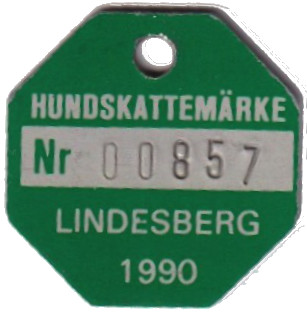 HUNDSKATTEMÄRKE
Nr 00857
LINDESBERG
1990